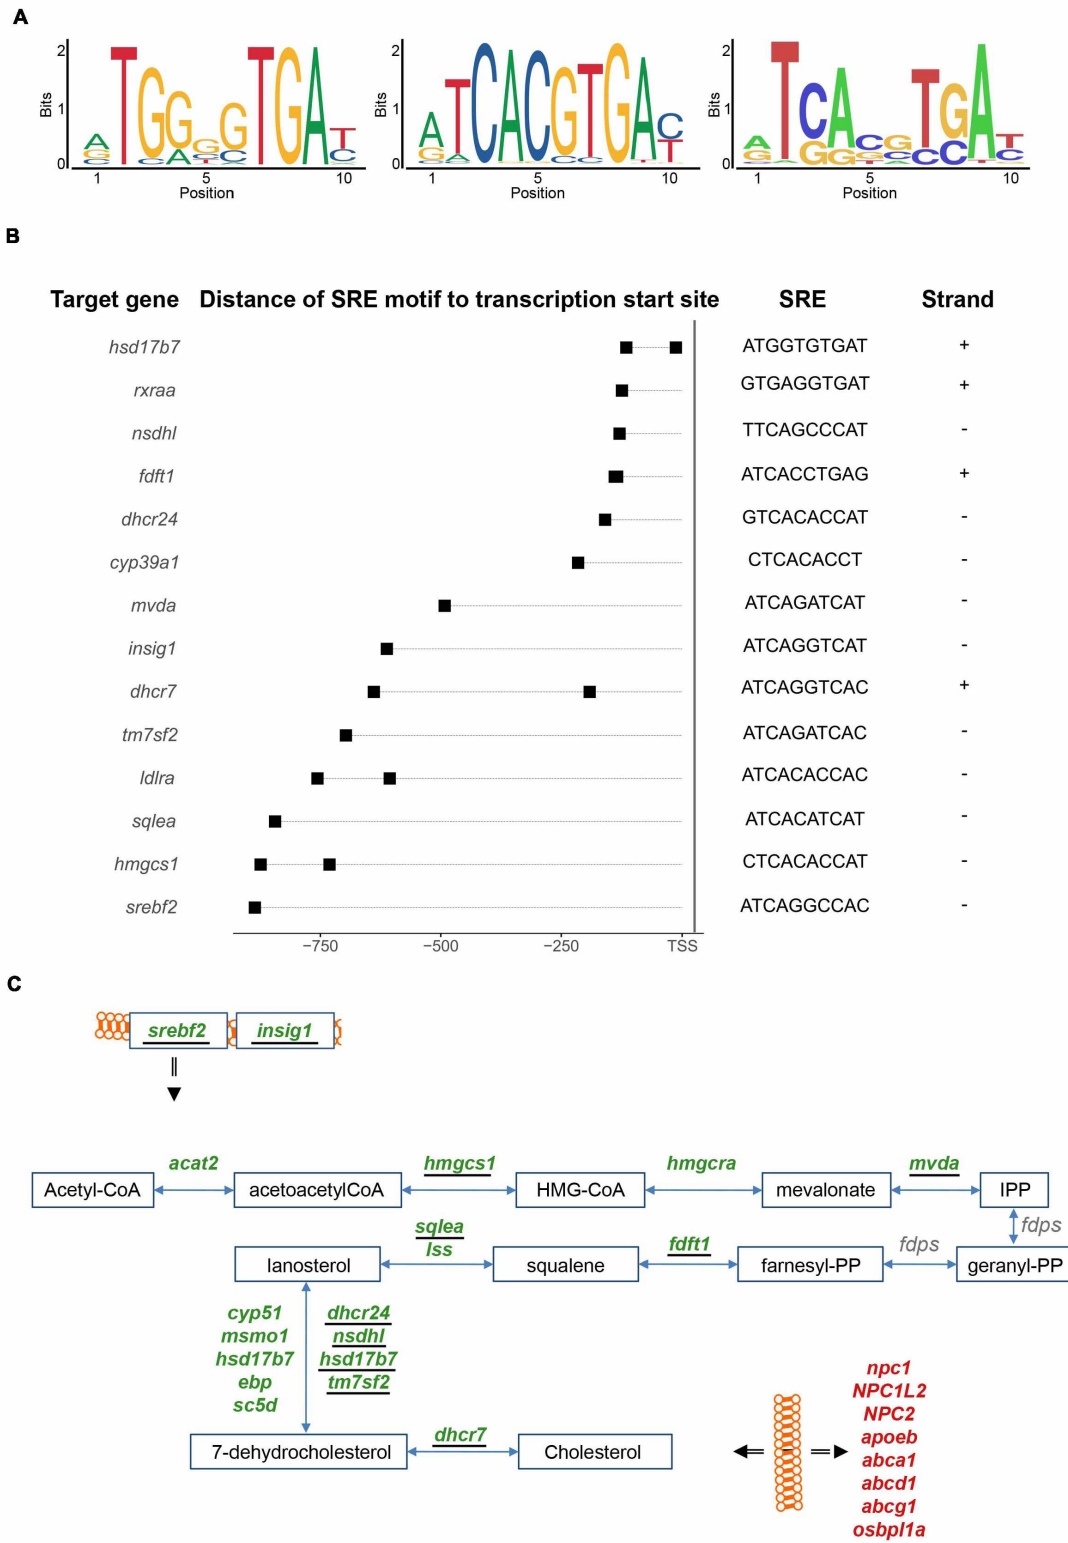 A
2
1
0
Bits
TGGGGTGAT
1 5 10
Position
2
1
0
Bits
ATCACGTGAC
1 5 10
Position
2
1
0
Bits
ATCACGTGAT
1 5 10
Position
B
Target gene Distance of SRE motif to transcription start site SRE Strand
hsd17b7 ATGGTGTGAT +
rxraa GTGAGGTGAT +
nsdhl TTCAGCCCAT -
fdft1 ATCACCTGAG +
dhcr24 GTCACACCAT -
cyp39a1 CTCACACCT -
mvda ATCAGATCAT -
insig1 ATCAGGTCAT -
dhcr7 ATCAGGTCAC +
tm7sf2 ATCAGATCAC -
ldlra ATCACACCAC -
sqlea ATCACATCAT -
hmgcs1 CTCACACCAT -
srebf2 ATCAGGCCAC -
−750 −500 −250 TSS
C
srebf2 insig1
acat2 hmgcs1 hmgcra mvda
Acetyl-CoA acetoacetylCoA HMG-CoA mevalonate IPP
sqlea
lss fdft1 fdps fdps
lanosterol squalene farnesyl-PP geranyl-PP
cyp51 dhcr24
msmo1 nsdhl
hsd17b7 hsd17b7
ebp tm7sf2
sc5d
dhcr7
7-dehydrocholesterol Cholesterol
npc1
NPC1L2
NPC2
apoeb
abca1
abcd1
abcg1
osbpl1a